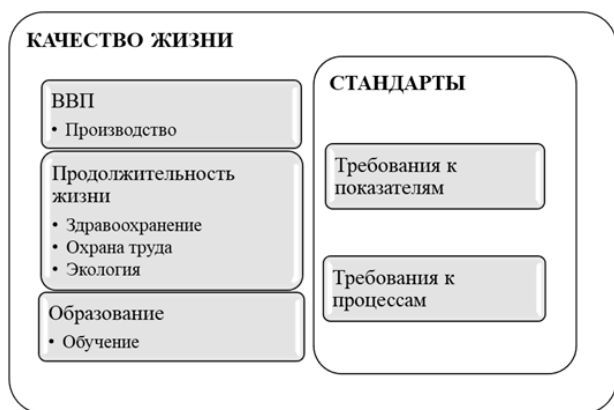 КАЧЕСТВО ЖИЗНИ
ВВП
• Производство
Продолжительность
жизни
• Здравоохранение
• Охрана труда
• Экология
Образование
• Обучение
СТАНДАРТЫ
Требования к
показателям
Требования к
процессам